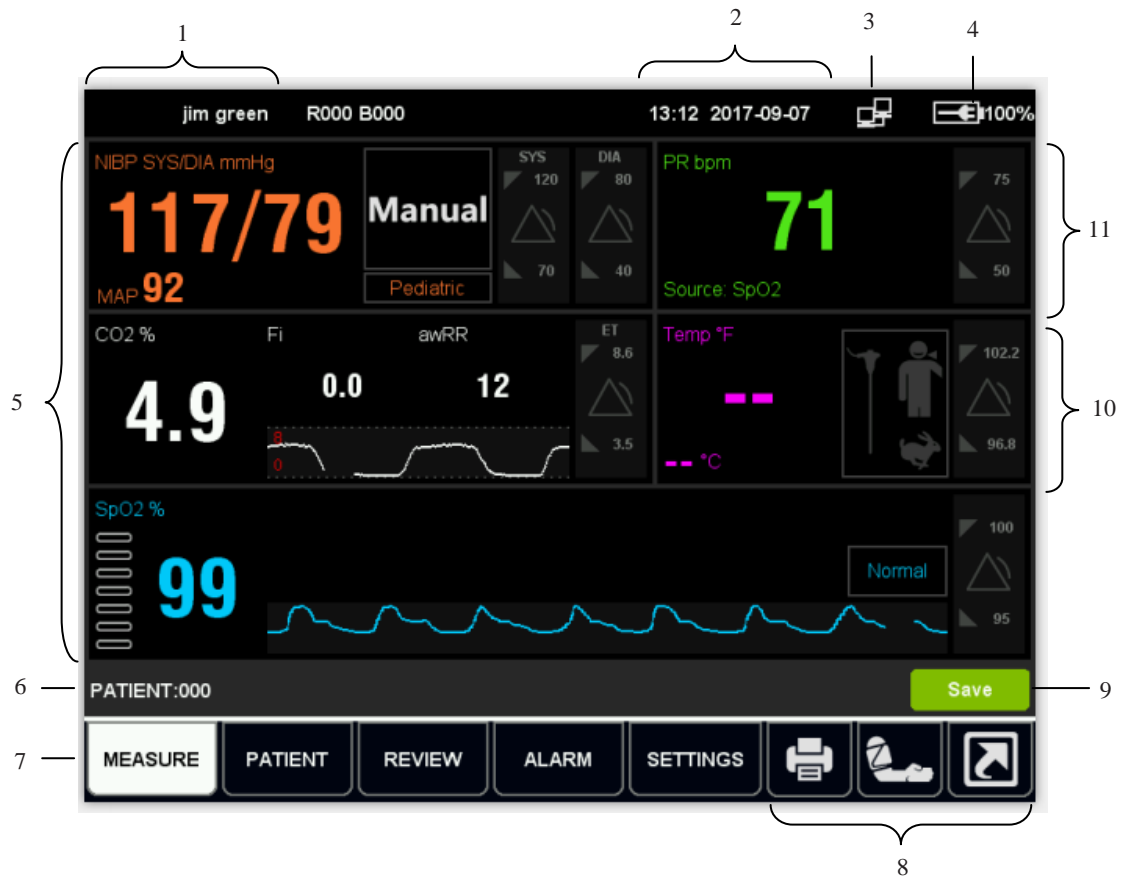 1
2
3
4
jim green R000 B000 13:12 2017-09-07 100%
NIBP SYS/DIA mmHg
117/79
MAP 92
Manual
Pediatric
SYS
120
70
DIA
80
40
PR bpm
71
Source: SpO2
75
50
11
5
CO2 %
4.9
Fi
0.0
awRR
12
8
0
ET
8.6
3.5
Temp °F
--
-- °C
102.2
96.8
10
SpO2 %
99
Normal
100
95
6
PATIENT:000
Save
9
7
MEASURE PATIENT REVIEW ALARM SETTINGS
8